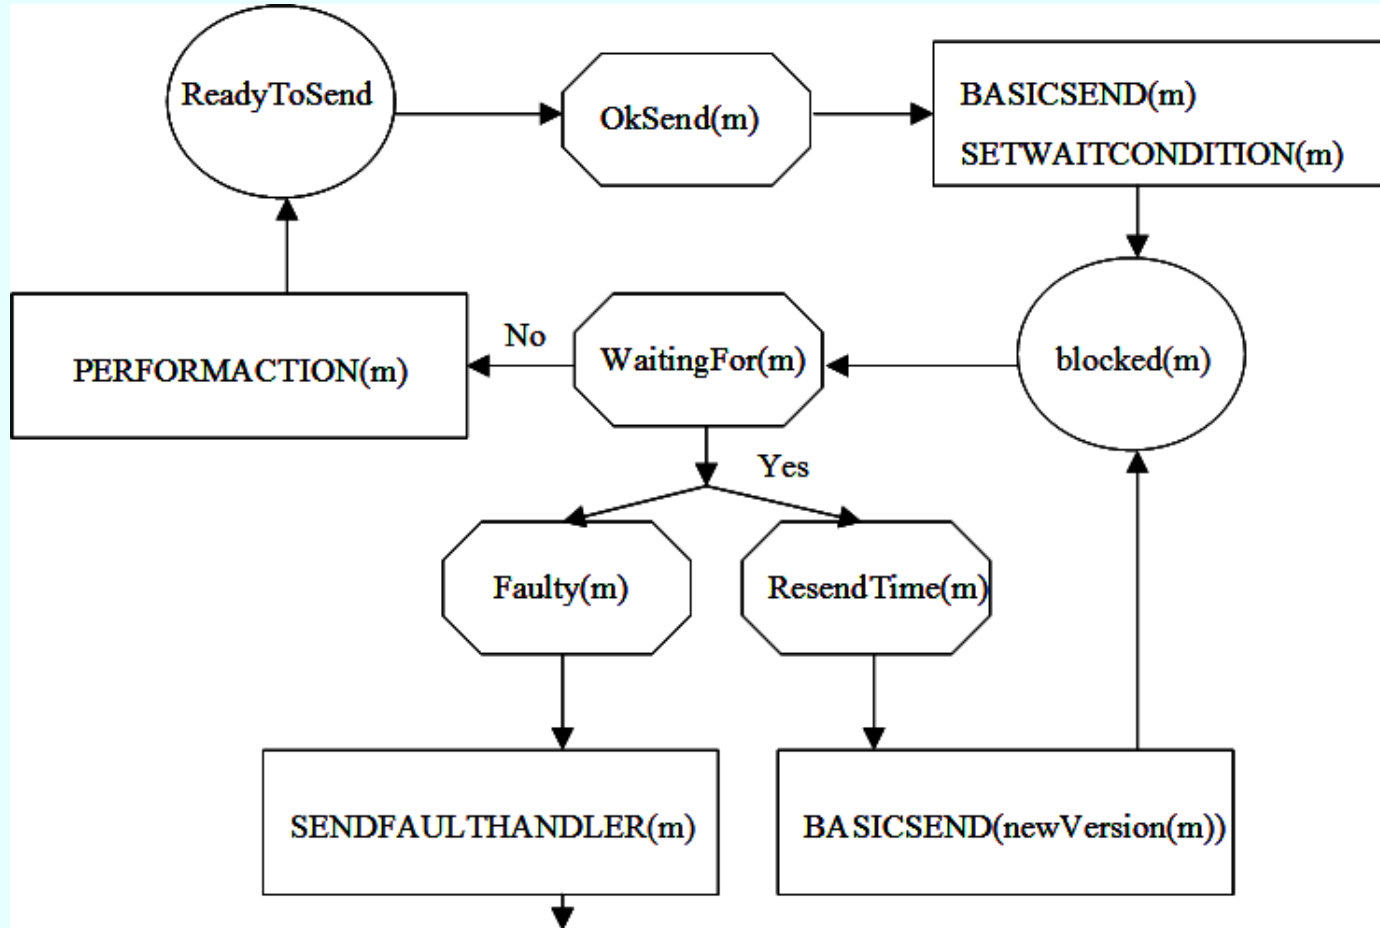 ReadyToSend
OkSend(m)
BASICSEND(m)
SETWAITCONDITION(m)
PERFORMACTION(m)
No
WaitingFor(m)
blocked(m)
Yes
Faulty(m)
ResendTime(m)
SENDFAULTHANDLER(m)
BASICSEND(newVersion(m))